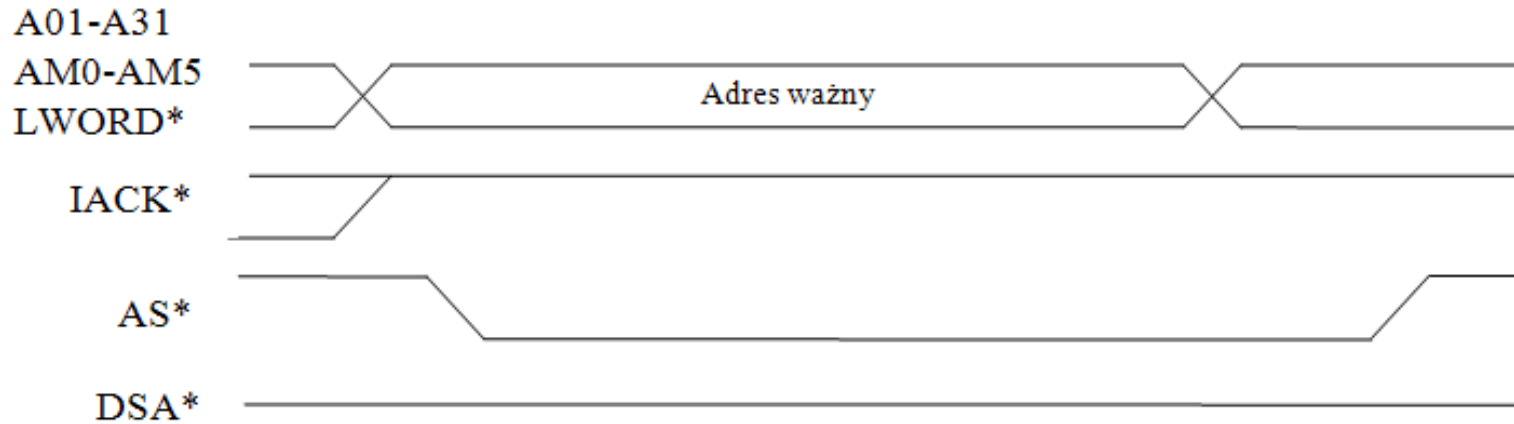 A01-A31
AM0-AM5
Adres ważny
LWORD*
IACK*
AS*
DSA*